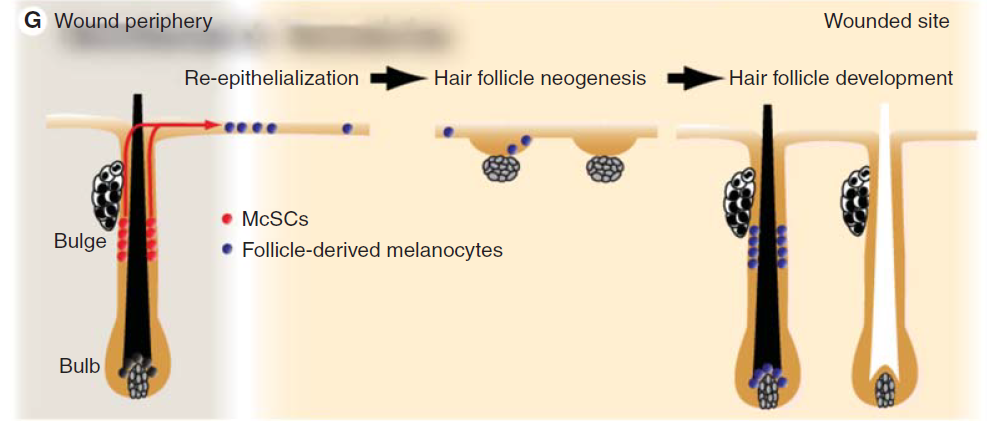 G Wound periphery
Wounded site
Re-epithelialization
Hair follicle neogenesis
Hair follicle development
McSCs
Bulge
Follicle-derived melanocytes
Bulb